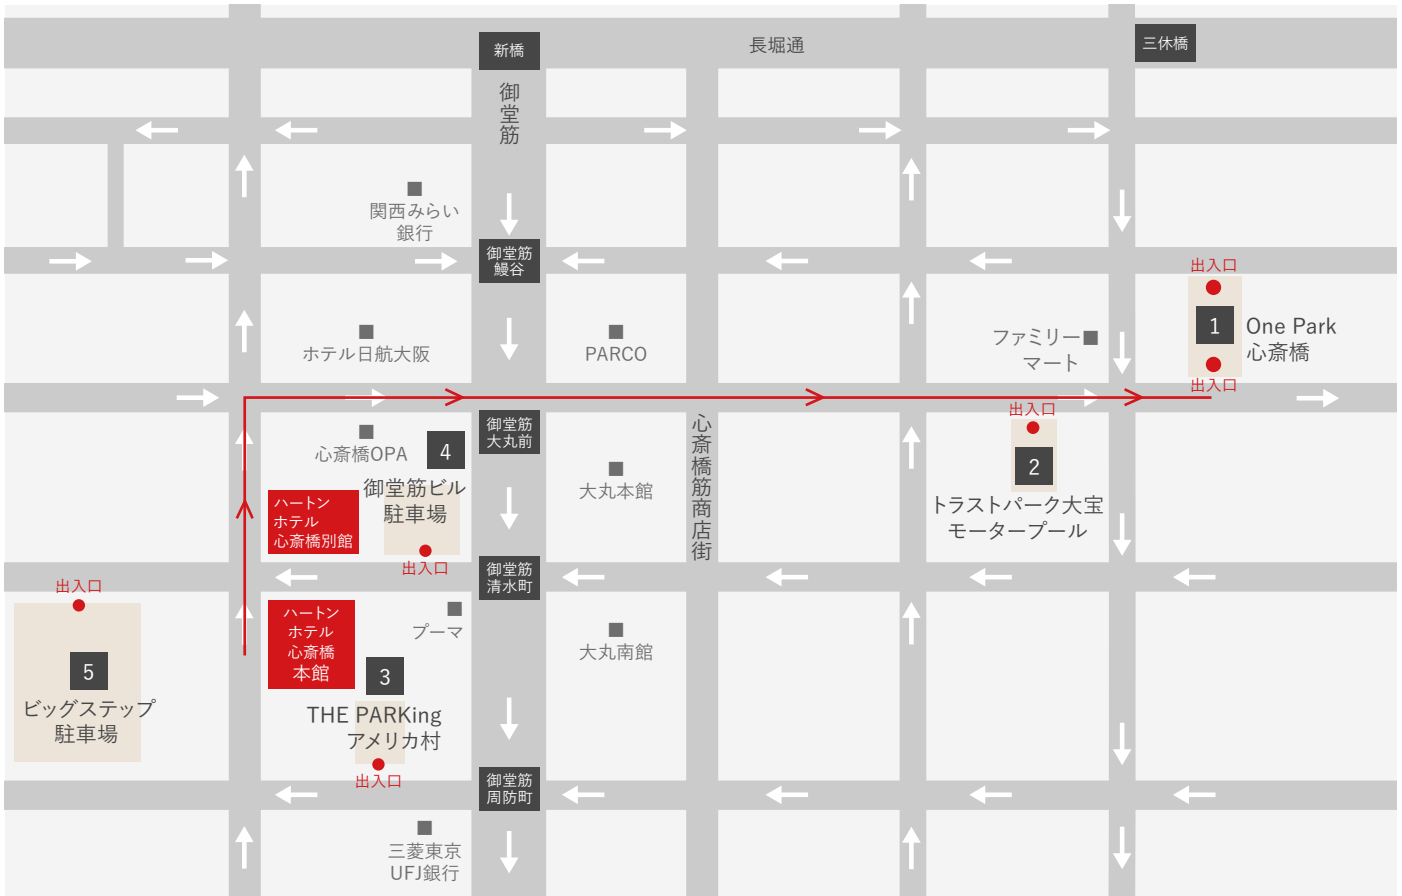 新橋
長堀通
三休橋
御堂筋
関西みらい
銀行
御堂筋
鰻谷
出入口
1
One Park
心斎橋
出入口
ファミリー
マート
ホテル日航大阪
PARCO
出入口
2
トラストパーク大宝
モータープール
御堂筋
大丸前
心斎橋筋商店街
心斎橋OPA
4
御堂筋ビル
駐車場
出入口
大丸本館
ハートン
ホテル
心斎橋別館
御堂筋
清水町
出入口
5
ビッグステップ
駐車場
ハートン
ホテル
心斎橋
本館
プーマ
大丸南館
3
THE PARKing
アメリカ村
出入口
御堂筋
周防町
三菱東京
UFJ銀行